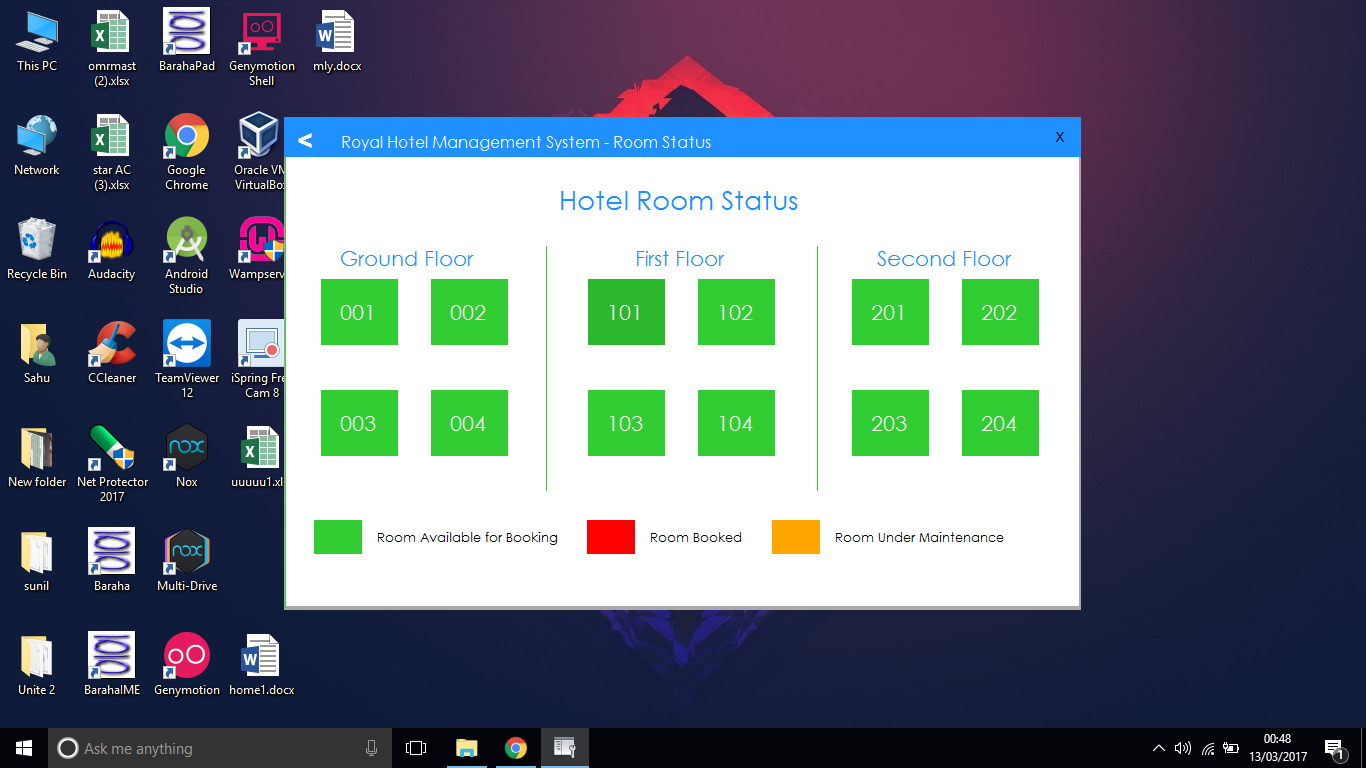 This PC
omrmast
(2).xlsx
BarahaPad
Genymotion
Shell
mly.docx
Network
star AC
(3).xlsx
Google
Chrome
Oracle VM
VirtualBox
Recycle Bin
Audacity
Android
Studio
Wampserv
Sahu
CCleaner
TeamViewer
12
iSpring Fre
Cam 8
New folder
Net Protector
2017
Nox
uuuuu1.xl
sunil
Baraha
Multi-Drive
Unite 2
BarahaIME
Genymotion
home1.docx
<
Royal Hotel Management System - Room Status
X
Hotel Room Status
Ground Floor
First Floor
Second Floor
001
002
101
102
201
202
003
004
103
104
203
204
Room Available for Booking
Room Booked
Room Under Maintenance
Ask me anything
00:48
13/03/2017
1